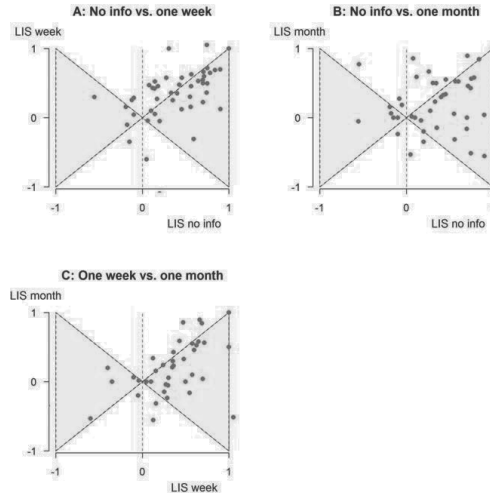 A: No info vs. one week
LIS week
1
0
-1
-1
0
1
LIS no info
B: No info vs. one month
LIS month
1
0
-1
-1
0
1
LIS no info
C: One week vs. one month
LIS month
1
0
-1
-1
0
1
LIS week